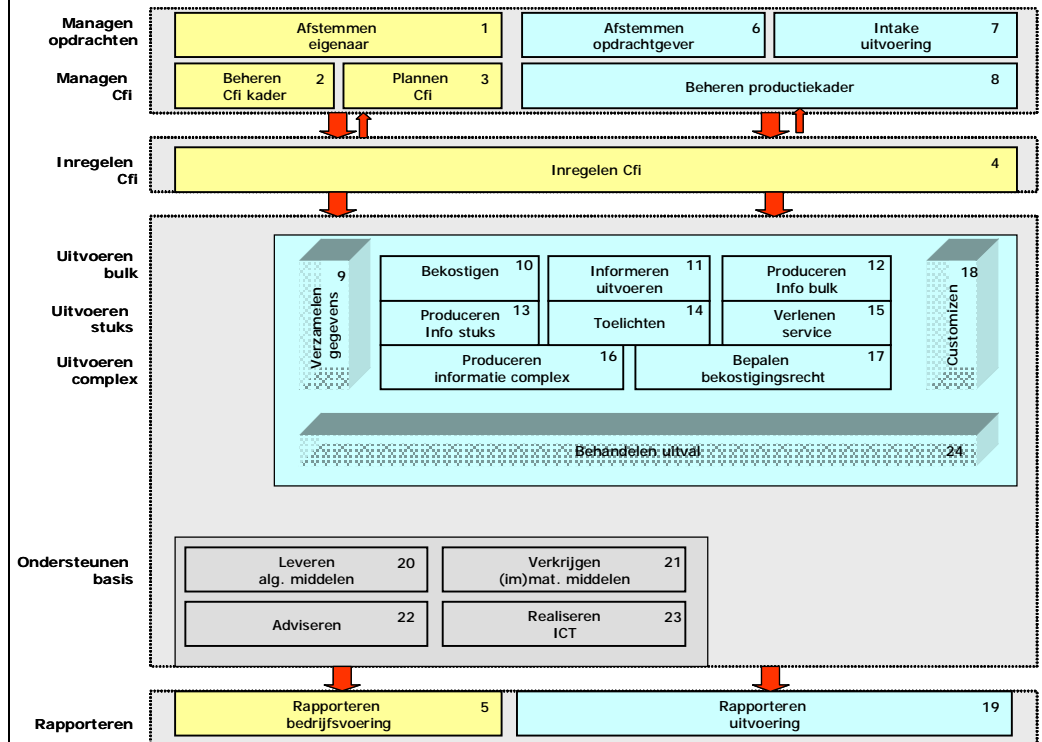 Managen
opdrachten
Afstemmen
eigenaar
1
Afstemmen
opdrachtgever
6
Intake
uitvoering
7
Managen
Cfi
Beheren
Cfi kader
2
Plannen
Cfi
3
Beheren productiekader
8
Inregelen
Cfi
Inregelen Cfi
4
Uitvoeren
bulk
Uitvoeren
stuks
Uitvoeren
complex
Verzamelen
gegevens
9
Bekostigen
10
Informeren
uitvoeren
11
Produceren
Info bulk
12
Produceren
Info stuks
13
Toelichten
14
Verlenen
service
15
Produceren
informatie complex
16
Bepalen
bekostigingsrecht
17
Customizen
18
Behandelen uitval
24
Ondersteunen
basis
Leveren
alg. middelen
20
Verkrijgen
(im)mat. middelen
21
Adviseren
22
Realiseren
ICT
23
Rapporteren
Rapporteren
bedrijfsvoering
5
Rapporteren
uitvoering
19